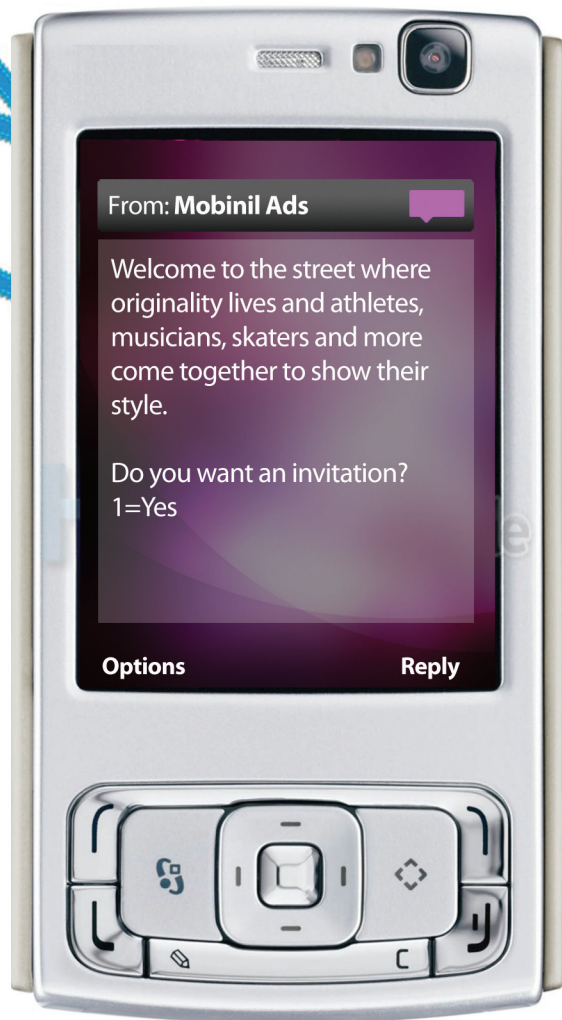 From: Mobinil Ads
Welcome to the street where
originality lives and athletes,
musicians, skaters and more
come together to show their
style.
Do you want an invitation?
1=Yes
Options
Reply
C